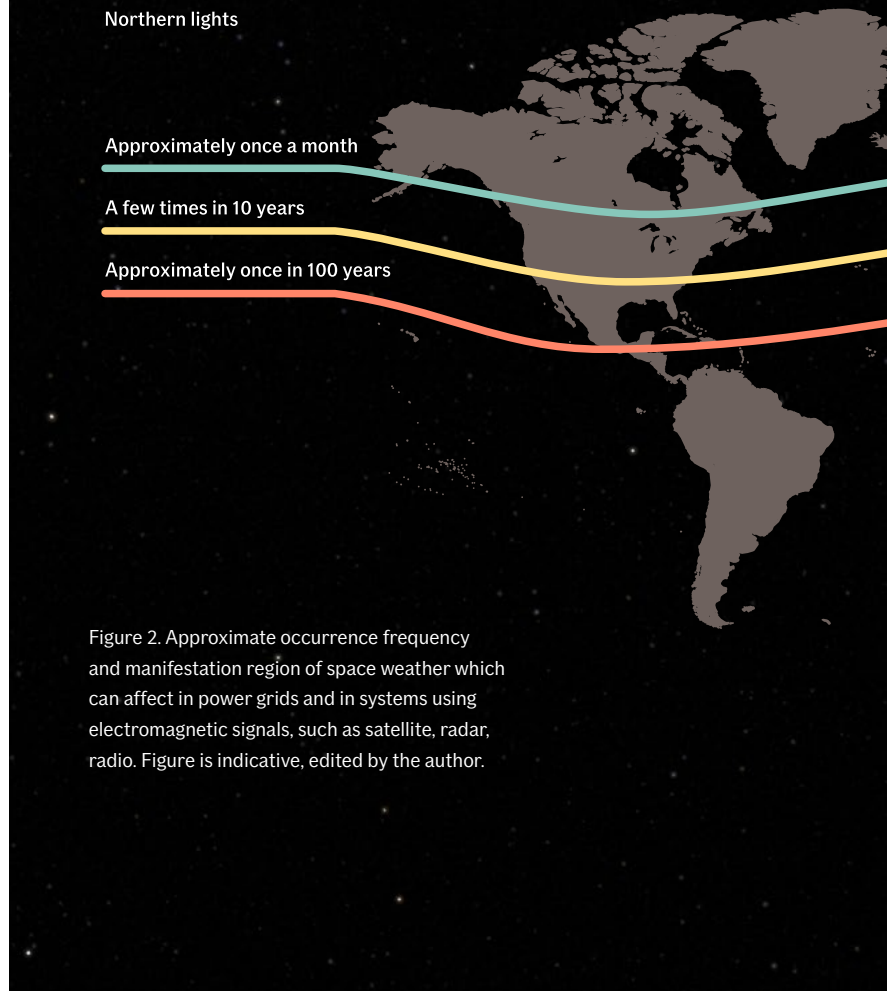 Northern lights
Approximately once a month
A few times in 10 years
Approximately once in 100 years
Figure 2. Approximate occurrence frequency
and manifestation region of space weather which
can affect in power grids and in systems using
electromagnetic signals, such as satellite, radar,
radio. Figure is indicative, edited by the author.